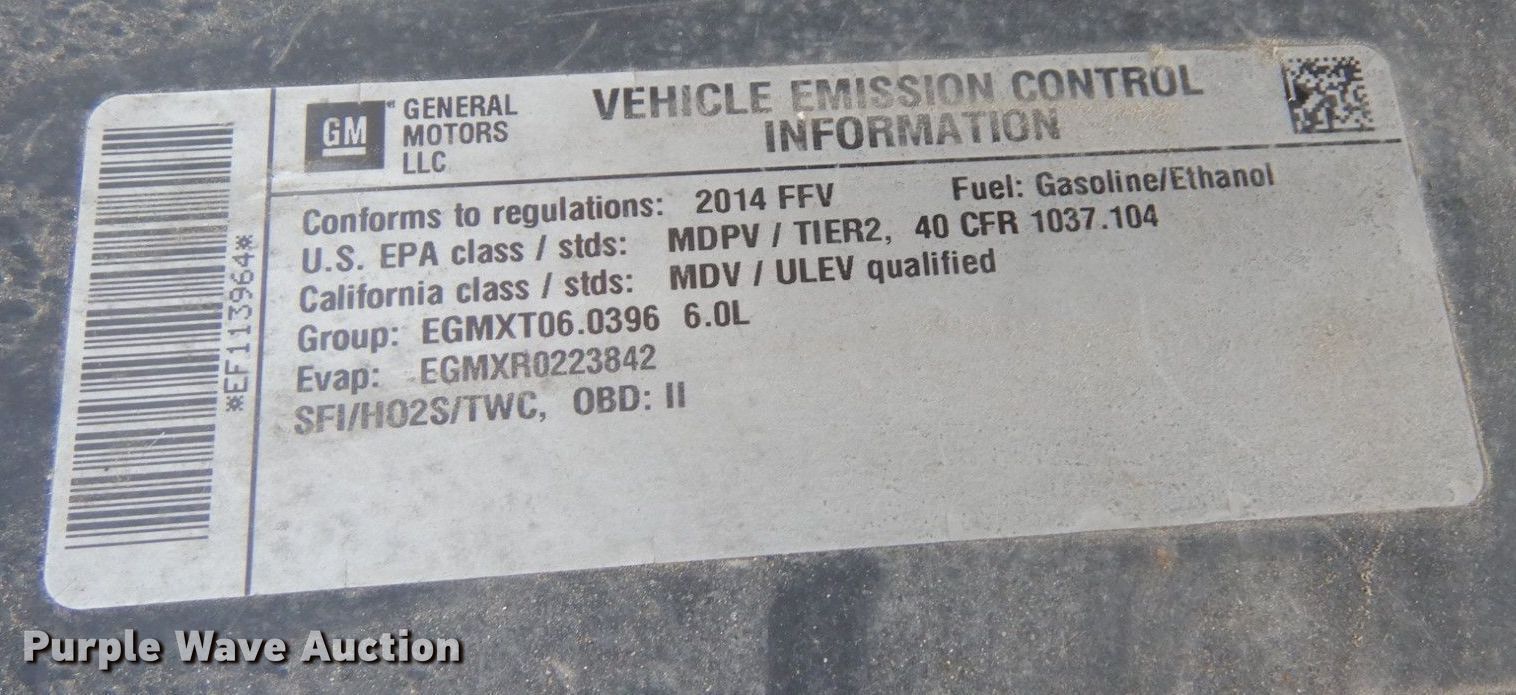 GM GENERAL
MOTORS
LLC
VEHICLE EMISSION CONTROL
INFORMATION
Conforms to regulations: 2014 FFV Fuel: Gasoline/Ethanol
U.S. EPA class / stds: MDPV / TIER2, 40 CFR 1037.104
California class / stds: MDV / ULEV qualified
Group: EGMXT06.0396 6.0L
Evap: EGMXR0223842
SFI/HO2S/TWC, OBD: II
*EF113964*
Purple Wave Auction